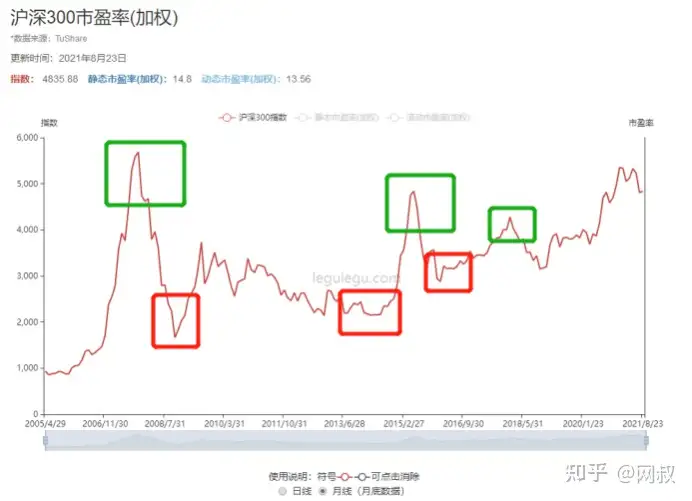 沪深300市盈率(加权)
*数据来源：TuShare
更新时间：2021年8月23日
指数： 4835.68 静态市盈率(加权)：14.8 动态市盈率(加权)：13.56
沪深300指数 静态市盈率(加权) 滚动市盈率(加权)
指数 市盈率
6,000
5,000
4,000
3,000
2,000
1,000
0
legulegu.com
2005/4/29 2006/11/30 2008/7/31 2010/3/31 2011/10/31 2013/6/28 2015/2/27 2016/9/30 2018/5/31 2020/1/23 2021/8/23
使用说明：符号 可点击消除
日线 月线（月底数据）
知乎 @网叔